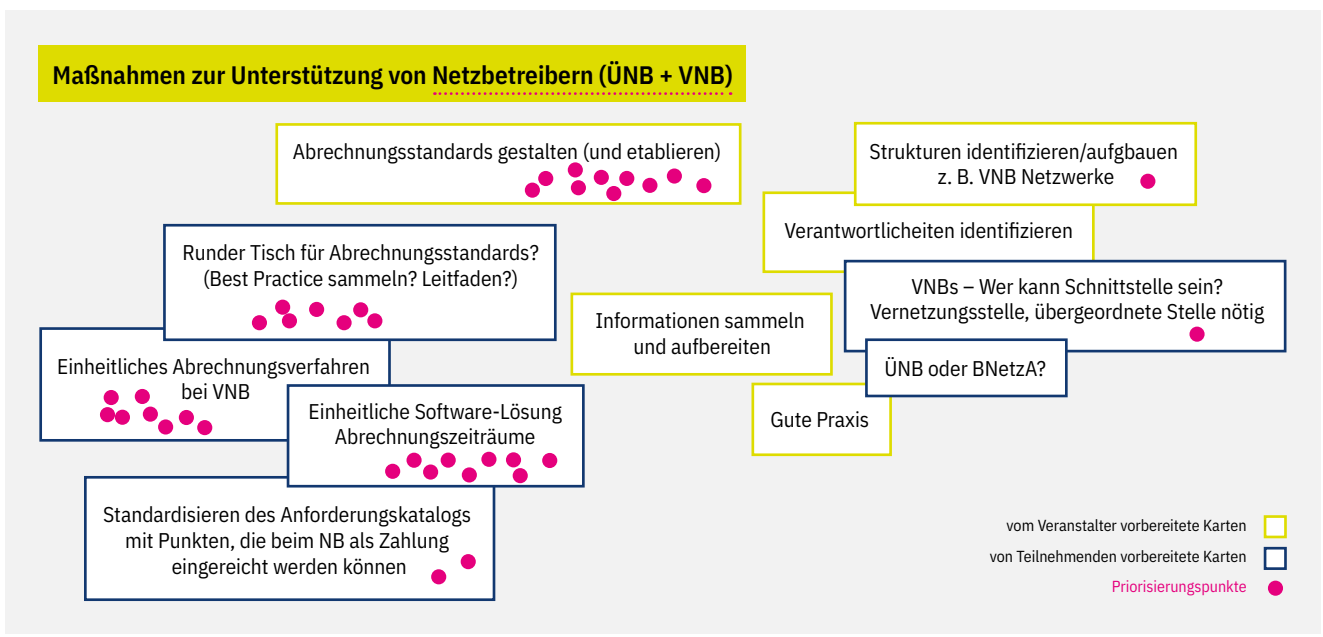 Maßnahmen zur Unterstützung von Netzbetreibern (ÜNB + VNB)
Abrechnungsstandards gestalten (und etablieren)
Strukturen identifizieren/aufgbauen
z. B. VNB Netzwerke
Verantwortlicheiten identifizieren
Runder Tisch für Abrechnungsstandards?
(Best Practice sammeln? Leitfaden?)
VNBs – Wer kann Schnittstelle sein?
Vernetzungsstelle, übergeordnete Stelle nötig
Informationen sammeln
und aufbereiten
ÜNB oder BNetzA?
Einheitliches Abrechnungsverfahren
bei VNB
Einheitliche Software-Lösung
Abrechnungszeiträume
Gute Praxis
Standardisieren des Anforderungskatalogs
mit Punkten, die beim NB als Zahlung
eingereicht werden können
vom Veranstalter vorbereitete Karten
von Teilnehmenden vorbereitete Karten
Priorisierungspunkte